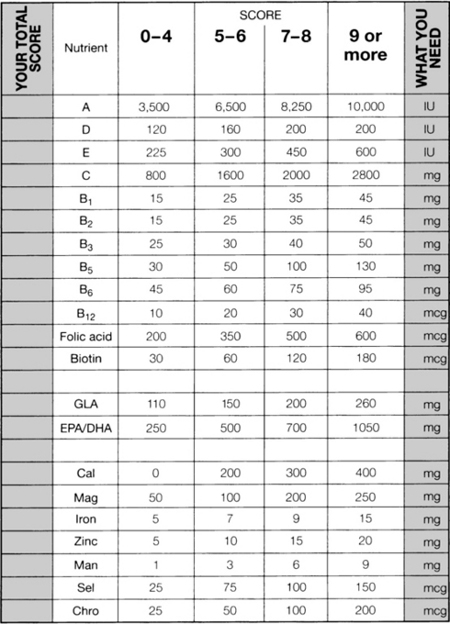 YOUR TOTAL SCORE
SCORE
WHAT YOU NEED
Nutrient 0–4 5–6 7–8 9 or more
A 3,500 6,500 8,250 10,000 IU
D 120 160 200 200 IU
E 225 300 450 600 IU
C 800 1600 2000 2800 mg
B1 15 25 35 45 mg
B2 15 25 35 45 mg
B3 25 30 40 50 mg
B5 30 50 100 130 mg
B6 45 60 75 95 mg
B12 10 20 30 40 mcg
Folic acid 200 350 500 600 mcg
Biotin 30 60 120 180 mcg
GLA 110 150 200 260 mg
EPA/DHA 250 500 700 1050 mg
Cal 0 200 300 400 mg
Mag 50 100 200 250 mg
Iron 5 7 9 15 mg
Zinc 5 10 15 20 mg
Man 1 3 6 9 mg
Sel 25 75 100 150 mcg
Chro 25 50 100 200 mcg